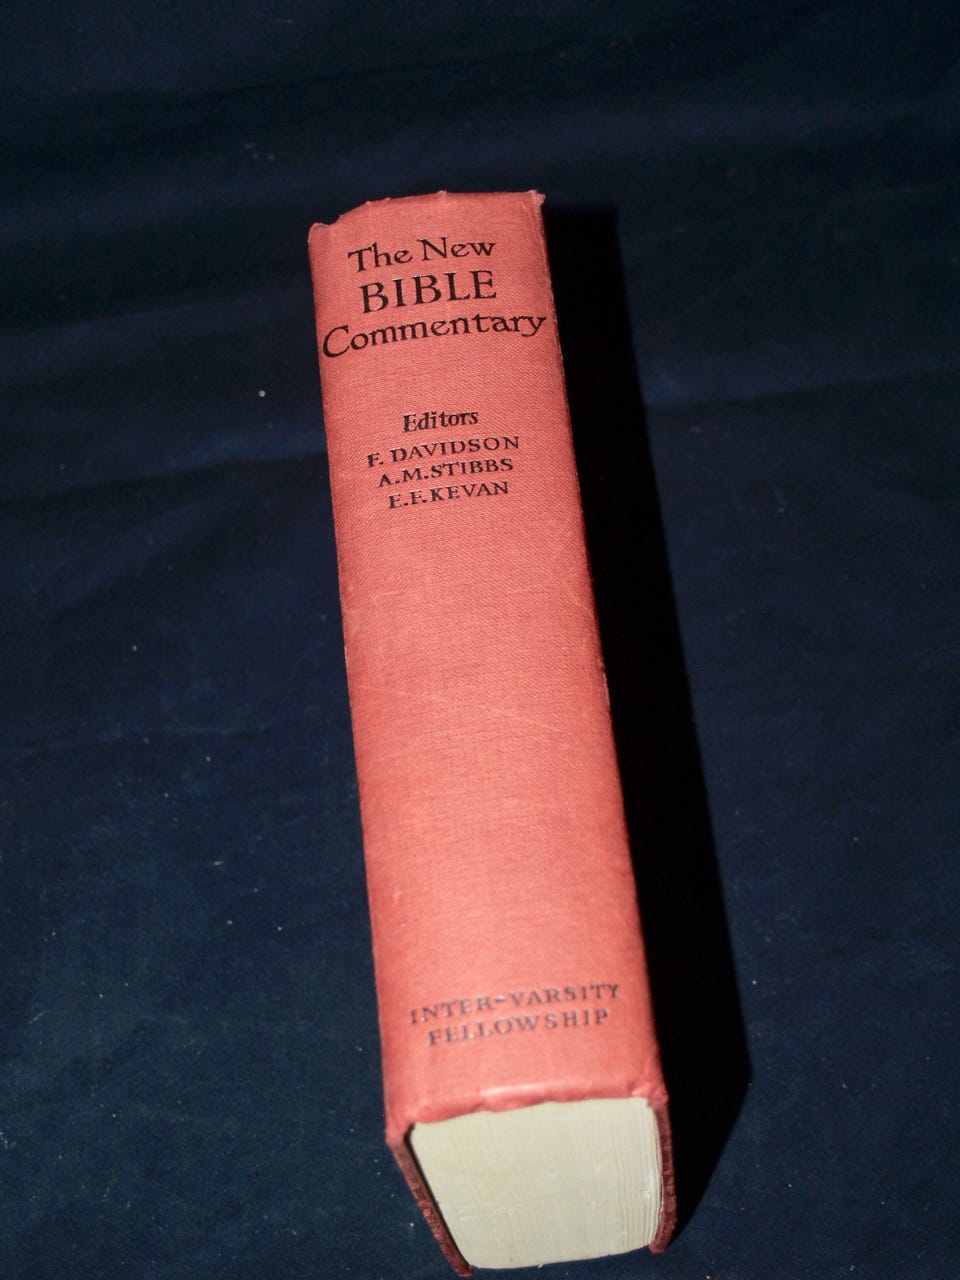 The New
BIBLE
Commentary
Editors
F. DAVIDSON
A.M.STIBBS
E.F.KEVAN
INTER-VARSITY
FELLOWSHIP